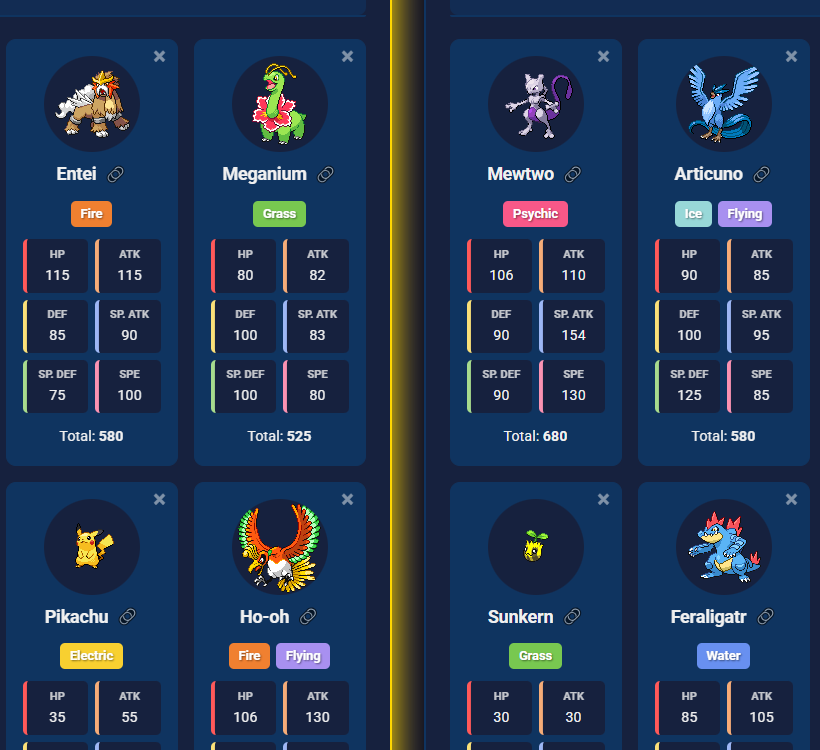 Entei
Fire
HP ATK
115 115
DEF SP. ATK
85 90
SP. DEF SPE
75 100
Total: 580
Meganium
Grass
HP ATK
80 82
DEF SP. ATK
100 83
SP. DEF SPE
100 80
Total: 525
Mewtwo
Psychic
HP ATK
106 110
DEF SP. ATK
90 154
SP. DEF SPE
90 130
Total: 680
Articuno
Ice Flying
HP ATK
90 85
DEF SP. ATK
100 95
SP. DEF SPE
125 85
Total: 580
Pikachu
Electric
HP ATK
35 55
Ho-oh
Fire Flying
HP ATK
106 130
Sunkern
Grass
HP ATK
30 30
Feraligatr
Water
HP ATK
85 105